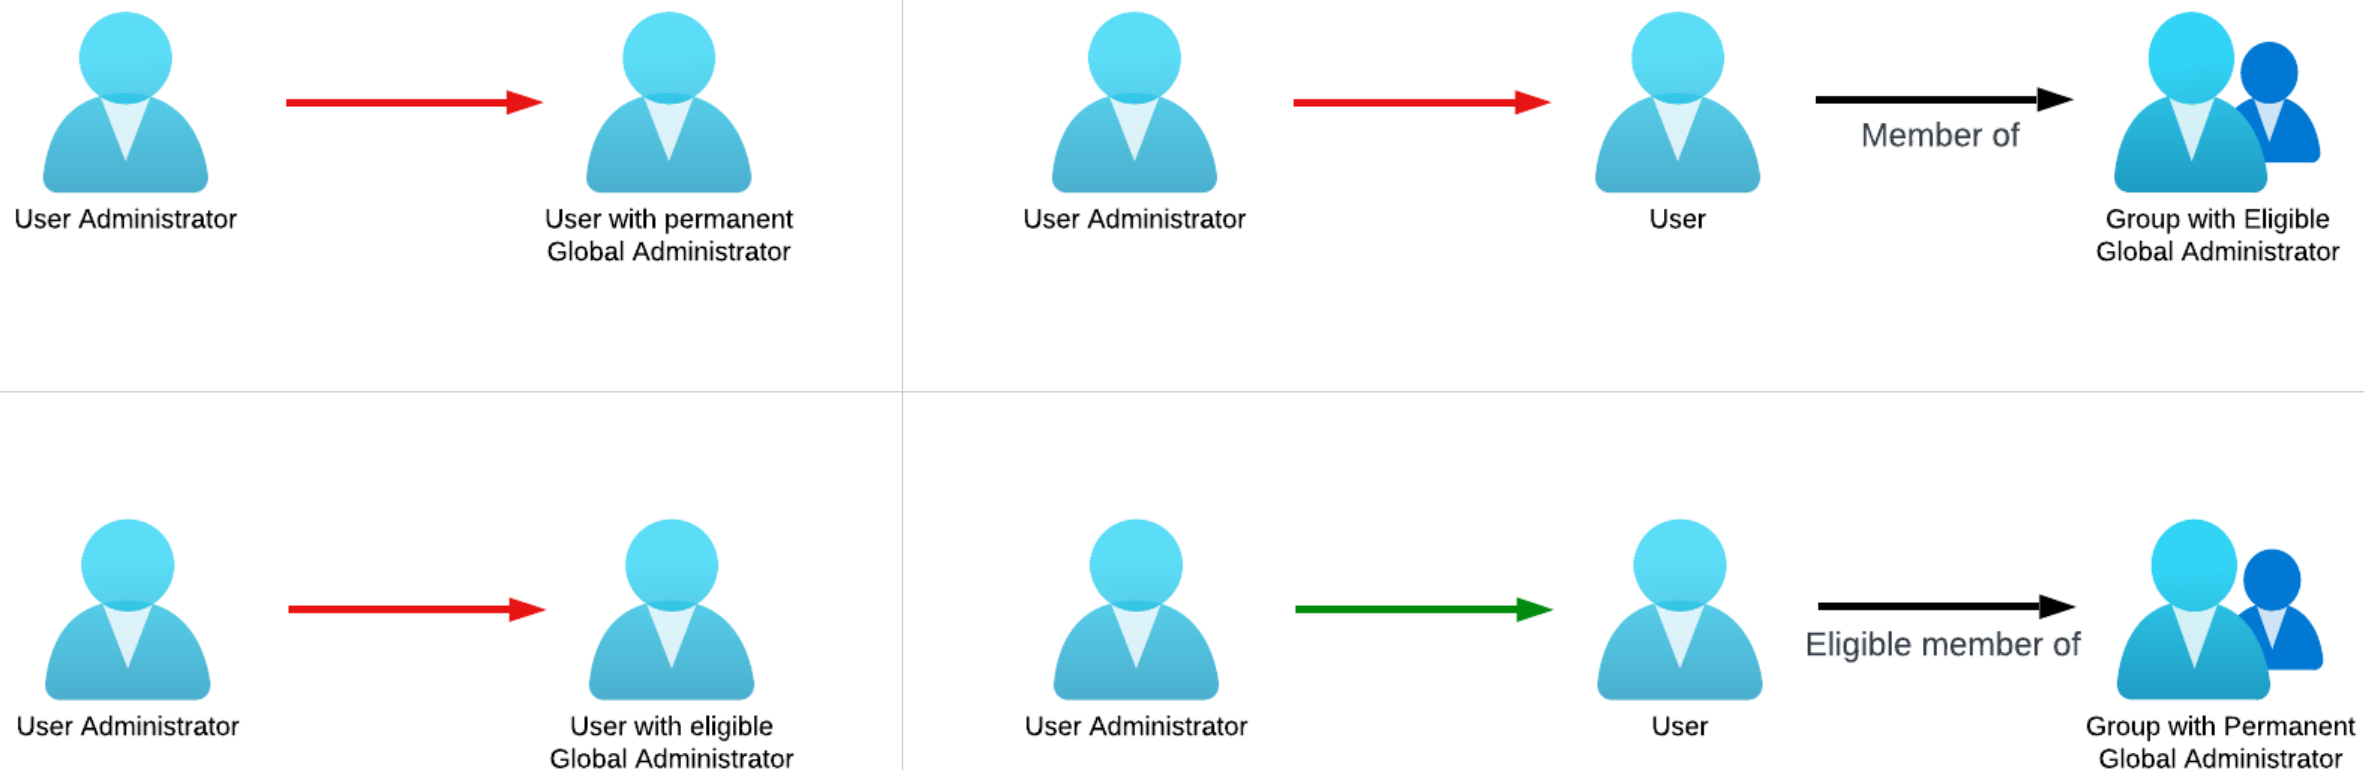 User Administrator
User with permanent
Global Administrator
User Administrator
User
Member of
Group with Eligible
Global Administrator
User Administrator
User with eligible
Global Administrator
User Administrator
User
Eligible member of
Group with Permanent
Global Administrator